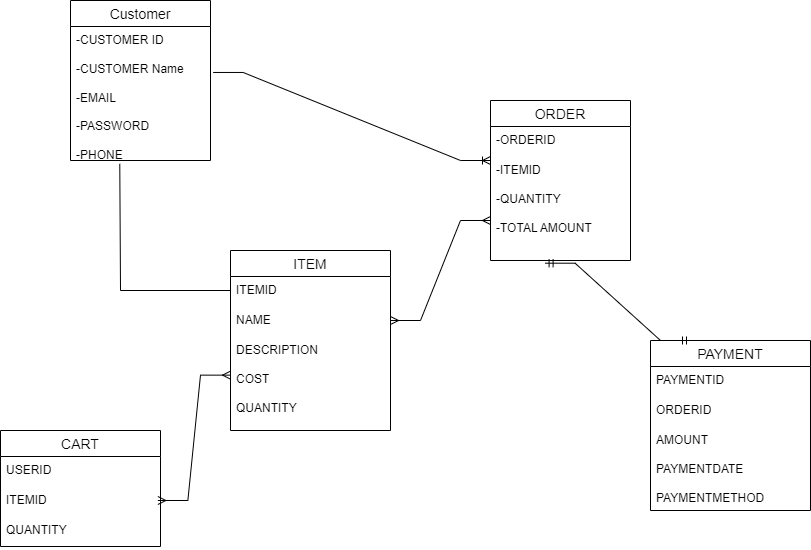 Customer
-CUSTOMER ID
-CUSTOMER Name
-EMAIL
-PASSWORD
-PHONE
ORDER
-ORDERID
-ITEMID
-QUANTITY
-TOTAL AMOUNT
ITEM
ITEMID
NAME
DESCRIPTION
COST
QUANTITY
PAYMENT
PAYMENTID
ORDERID
AMOUNT
PAYMENTDATE
PAYMENTMETHOD
CART
USERID
ITEMID
QUANTITY